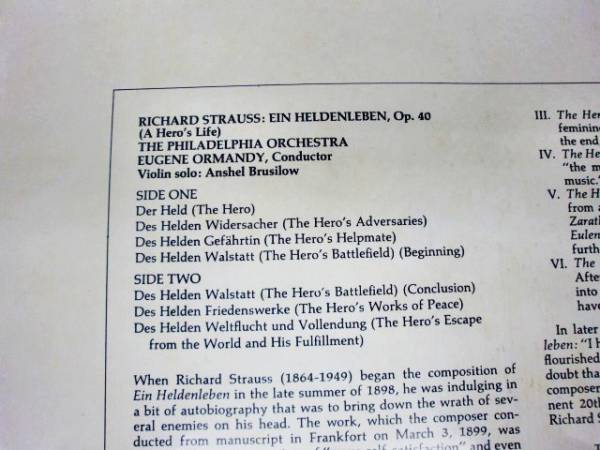 RICHARD STRAUSS: EIN HELDENLEBEN, Op. 40
(A Hero's Life)
THE PHILADELPHIA ORCHESTRA
EUGENE ORMANDY, Conductor
Violin solo: Anshel Brusilow
SIDE ONE
Der Held (The Hero)
Des Helden Widersacher (The Hero's Adversaries)
Des Helden Gefährtin (The Hero's Helpmate)
Des Helden Walstatt (The Hero's Battlefield) (Beginning)
SIDE TWO
Des Helden Walstatt (The Hero's Battlefield) (Conclusion)
Des Helden Friedenswerke (The Hero's Works of Peace)
Des Helden Weltflucht und Vollendung (The Hero's Escape
from the World and His Fulfillment)
When Richard Strauss (1864-1949) began the composition of
Ein Heldenleben in the late summer of 1898, he was indulging in
a bit of autobiography that was to bring down the wrath of sev-
eral enemies on his head. The work, which the composer con-
ducted from manuscript in Frankfort on March 3, 1899, was
self-satisfaction" and even
III. The Her
feminin
the end
IV. The He
"the m
music."
V. The H
from a
Zarath
Eulen
furth
VI. The
Afte
into
have
In later
leben: "I h
flourished
doubt tha
composer
nent 20th
Richard S